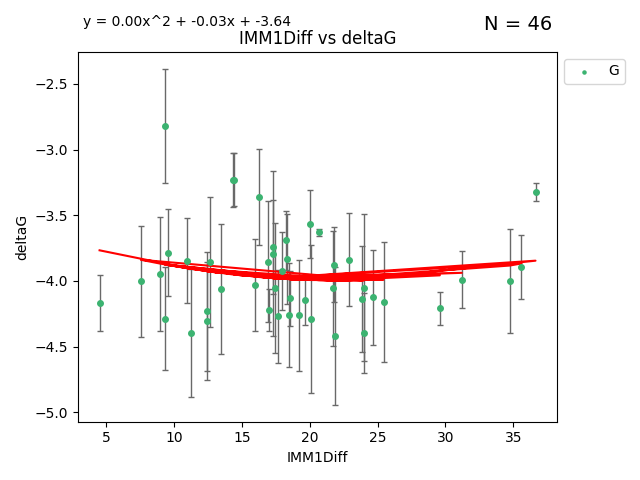 y = 0.00x^2 + -0.03x + -3.64
N = 46
IMM1Diff vs deltaG
G
−2.5
−3.0
−3.5
−4.0
−4.5
−5.0
deltaG
5 10 15 20 25 30 35
IMM1Diff